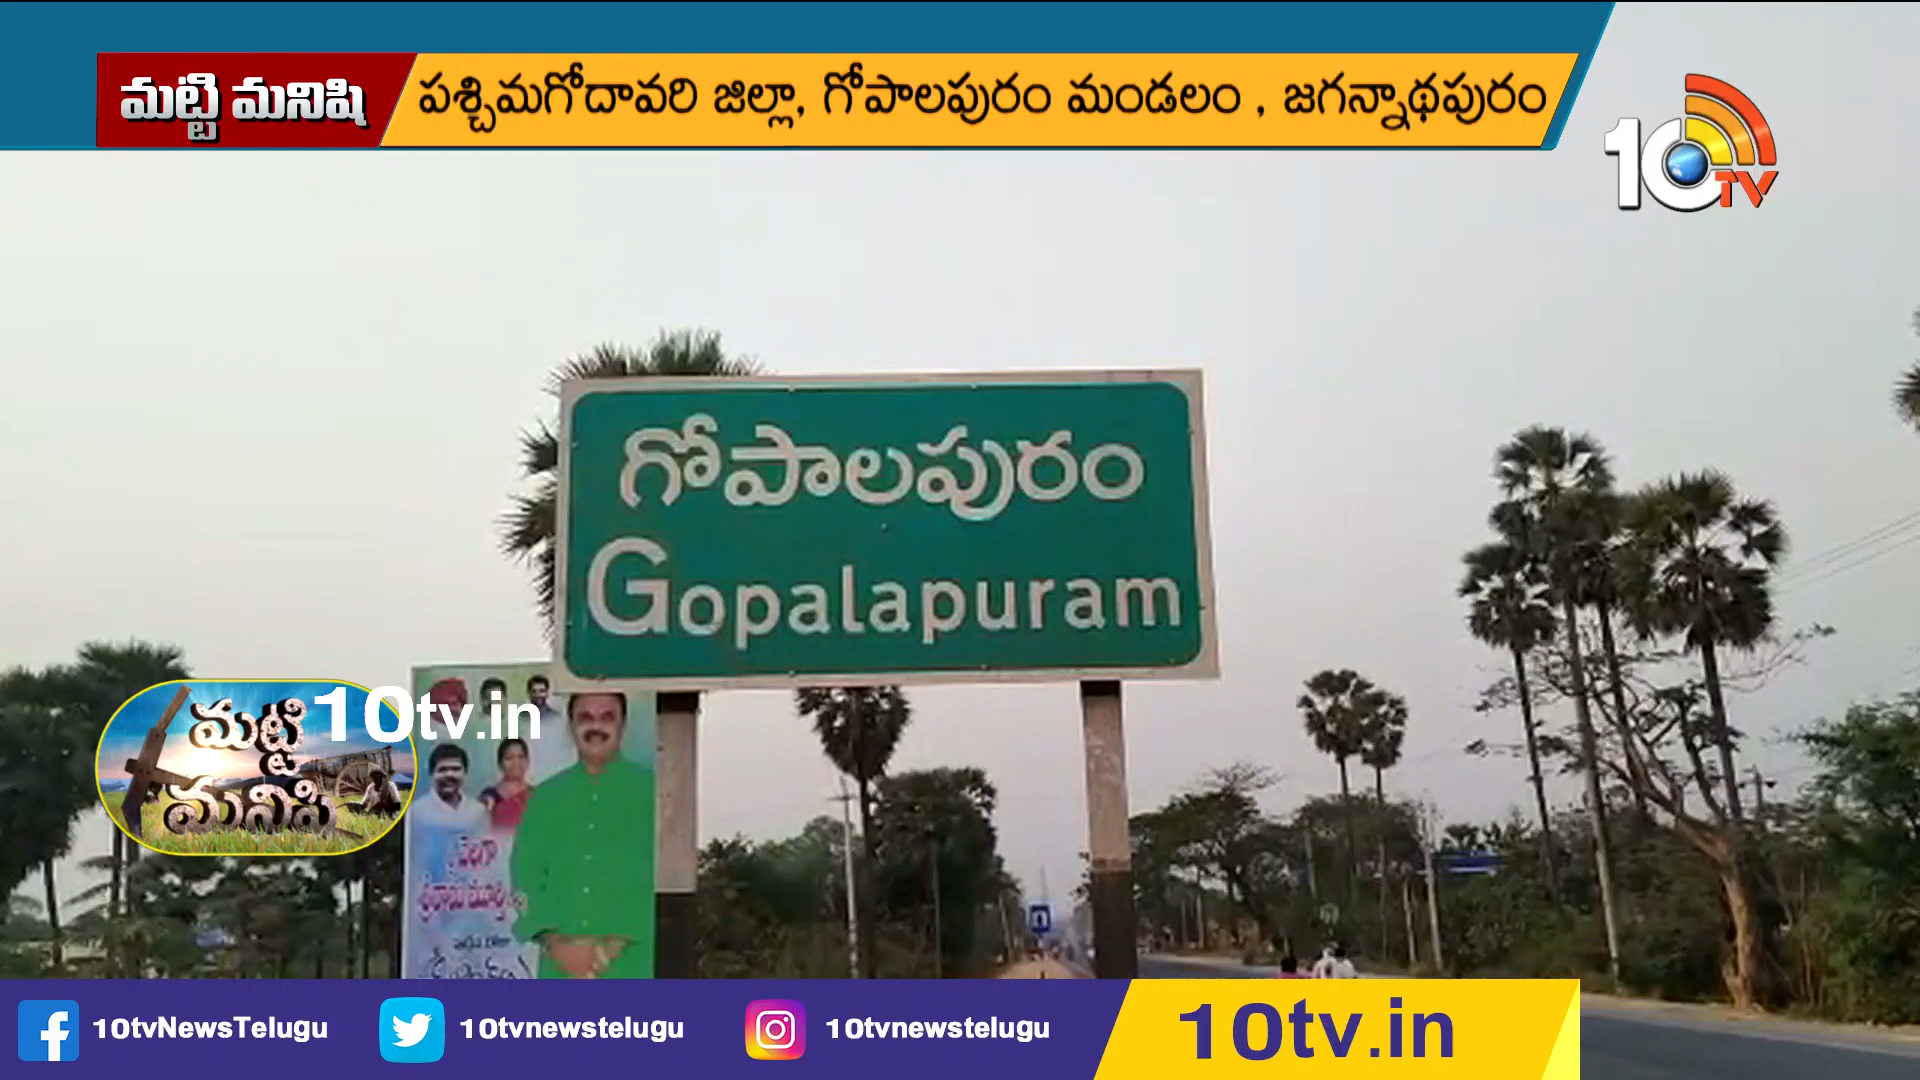 మట్టి మనిషి
పశ్చిమగోదావరి జిల్లా, గోపాలపురం మండలం , జగన్నాథపురం
10TV
గోపాలపురం
Gopalapuram
10tv.in
మట్టి
మనిషి
10tvNewsTelugu
10tvnewstelugu
10tvnewstelugu
10tv.in